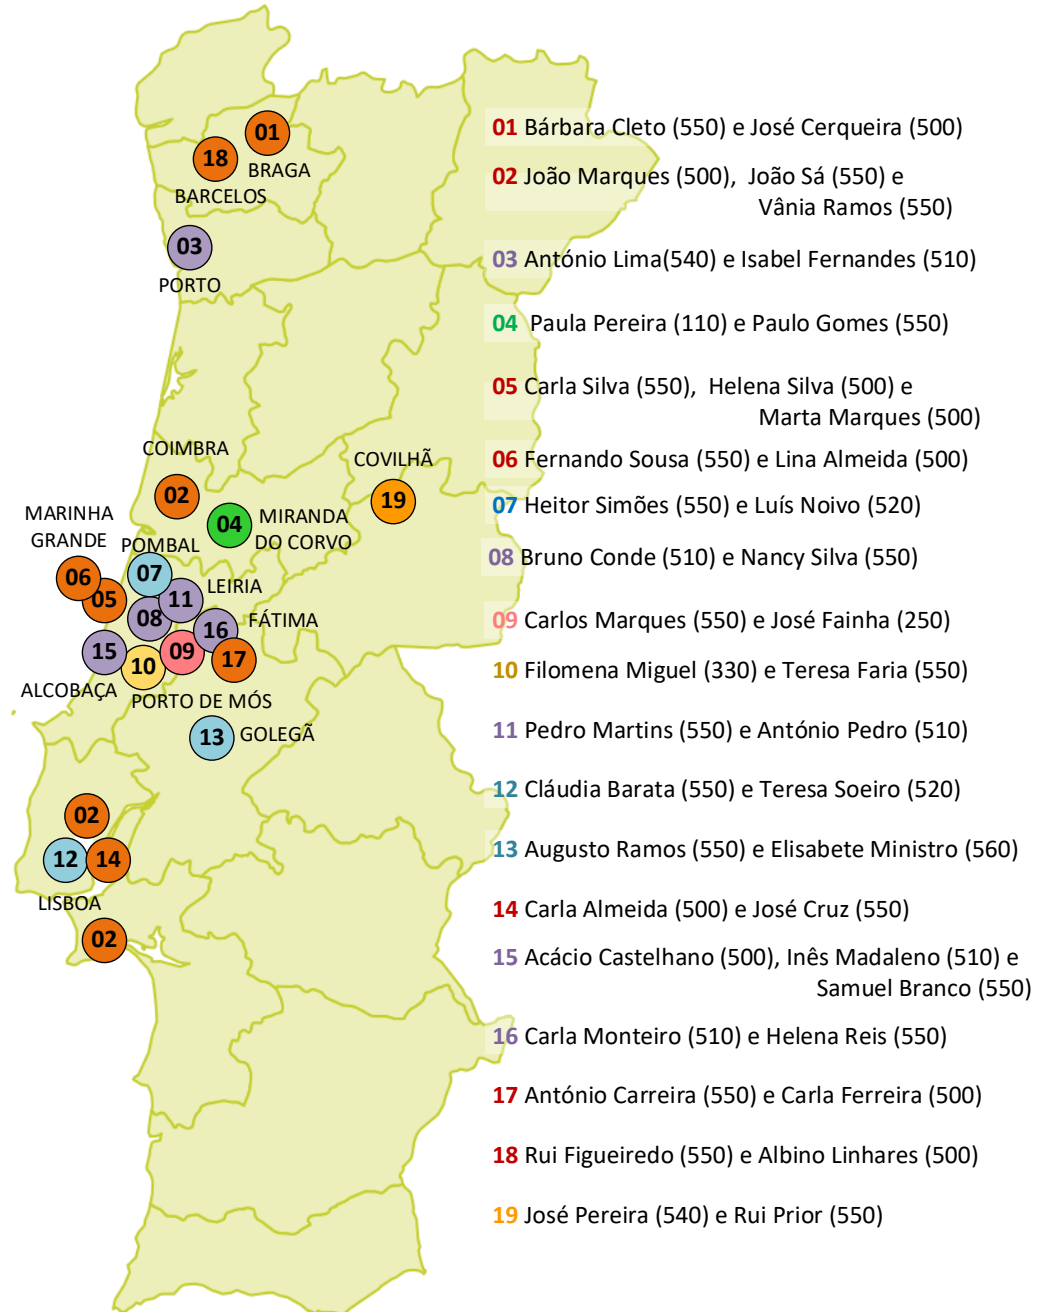 01
18
BRAGA
BARCELOS
03
PORTO
COIMBRA
COVILHÃ
02
19
04
MIRANDA
DO CORVO
MARINHA
GRANDE
POMBAL
06
07
05
11
LEIRIA
08
16
FÁTIMA
15
10
09
17
ALCOBAÇA
PORTO DE MÓS
13
GOLEGÃ
02
12
14
LISBOA
02
01 Bárbara Cleto (550) e José Cerqueira (500)
02 João Marques (500), João Sá (550) e
Vânia Ramos (550)
03 António Lima(540) e Isabel Fernandes (510)
04 Paula Pereira (110) e Paulo Gomes (550)
05 Carla Silva (550), Helena Silva (500) e
Marta Marques (500)
06 Fernando Sousa (550) e Lina Almeida (500)
07 Heitor Simões (550) e Luís Noivo (520)
08 Bruno Conde (510) e Nancy Silva (550)
09 Carlos Marques (550) e José Fainha (250)
10 Filomena Miguel (330) e Teresa Faria (550)
11 Pedro Martins (550) e António Pedro (510)
12 Cláudia Barata (550) e Teresa Soeiro (520)
13 Augusto Ramos (550) e Elisabete Ministro (560)
14 Carla Almeida (500) e José Cruz (550)
15 Acácio Castelhano (500), Inês Madaleno (510) e
Samuel Branco (550)
16 Carla Monteiro (510) e Helena Reis (550)
17 António Carreira (550) e Carla Ferreira (500)
18 Rui Figueiredo (550) e Albino Linhares (500)
19 José Pereira (540) e Rui Prior (550)